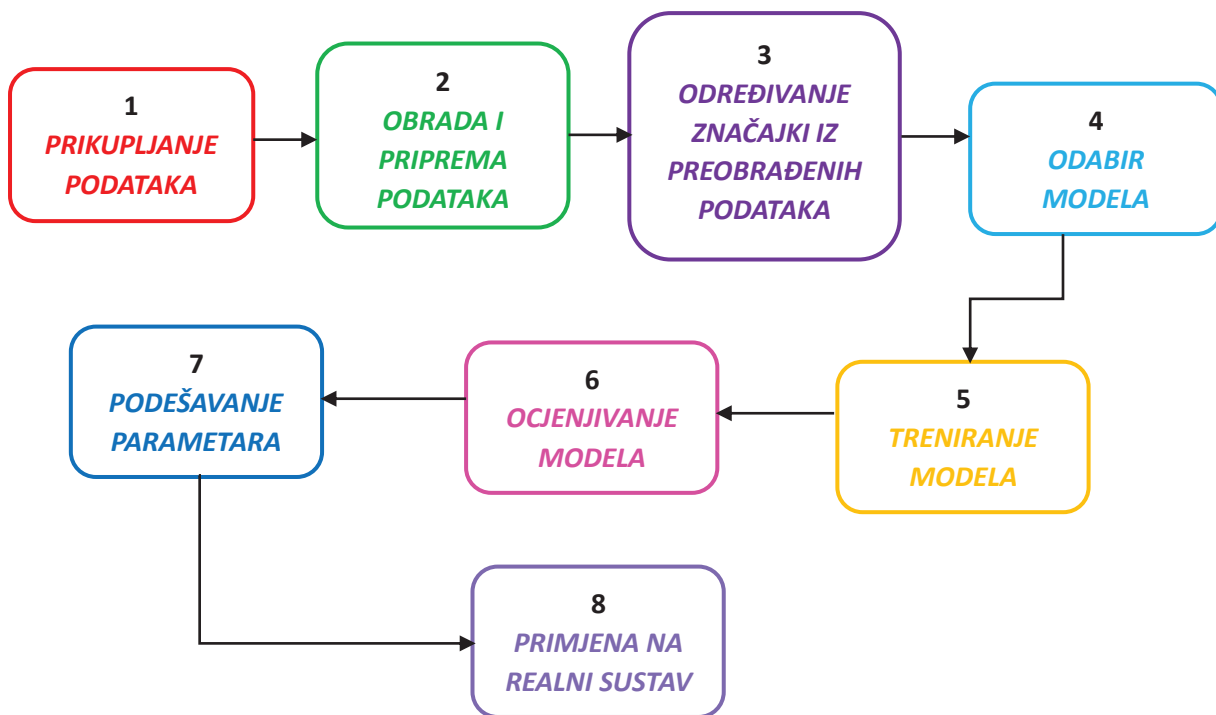 1
PRIKUPLJANJE
PODATAKA
2
OBRADA I
PRIPREMA
PODATAKA
3
ODREĐIVANJE
ZNAČAJKI IZ
PREOBRAĐENIH
PODATAKA
4
ODABIR
MODELA
5
TRENIRANJE
MODELA
6
OCJENJIVANJE
MODELA
7
PODEŠAVANJE
PARAMETARA
8
PRIMJENA NA
REALNI SUSTAV